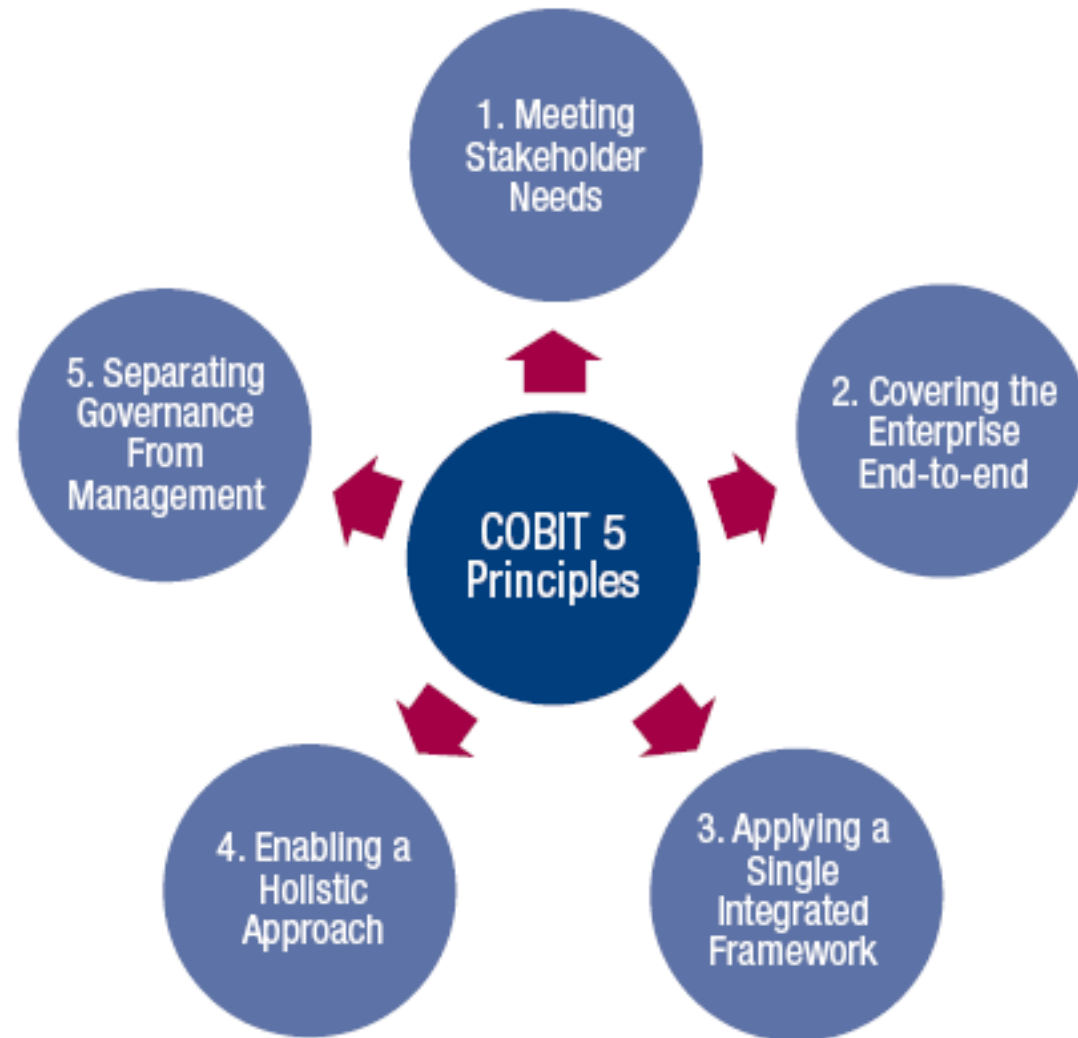 1. Meeting
Stakeholder
Needs
2. Covering the
Enterprise
End-to-end
3. Applying a
Single
Integrated
Framework
4. Enabling a
Holistic
Approach
5. Separating
Governance
From
Management
COBIT 5
Principles